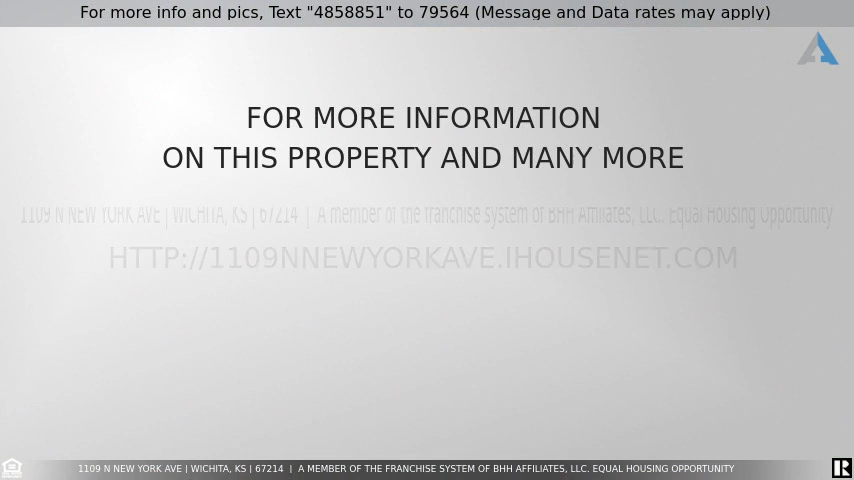 For more info and pics, Text "4858851" to 79564 (Message and Data rates may apply)
FOR MORE INFORMATION
ON THIS PROPERTY AND MANY MORE
1109 N NEW YORK AVE | WICHITA, KS | 67214 | A member of the franchise system of BHH Affiliates, LLC. Equal Housing Opportunity
HTTP://1109NNEWYORKAVE.IHOUSENET.COM
1109 N NEW YORK AVE | WICHITA, KS | 67214 | A MEMBER OF THE FRANCHISE SYSTEM OF BHH AFFILIATES, LLC. EQUAL HOUSING OPPORTUNITY